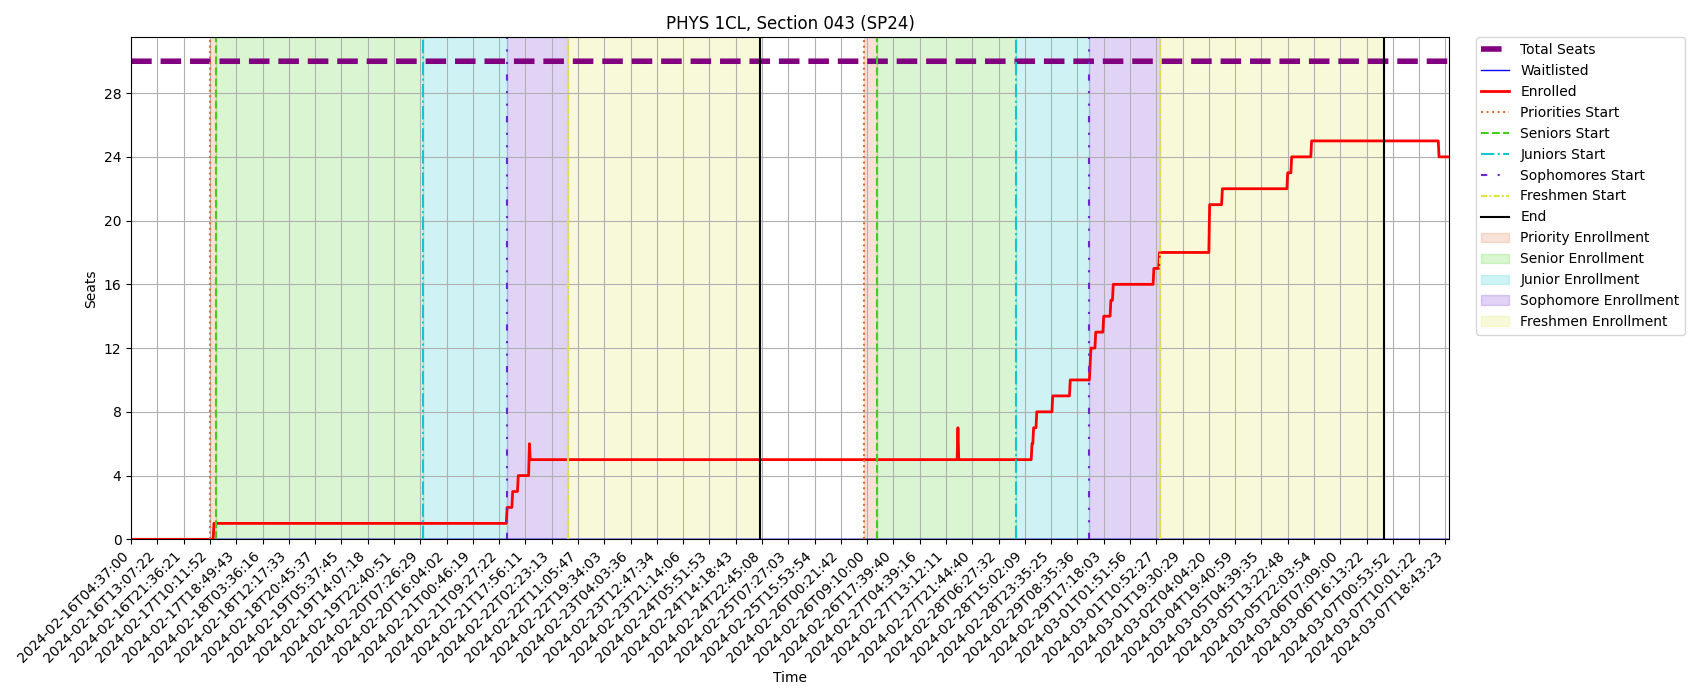 PHYS 1CL, Section 043 (SP24)
Total Seats
Waitlisted
Enrolled
Priorities Start
Seniors Start
Juniors Start
Sophomores Start
Freshmen Start
End
Priority Enrollment
Senior Enrollment
Junior Enrollment
Sophomore Enrollment
Freshmen Enrollment
Seats
28
24
20
16
12
8
4
0
2024-02-16T04:37:00
2024-02-16T13:07:22
2024-02-16T21:36:21
2024-02-17T10:11:52
2024-02-17T18:49:43
2024-02-18T03:36:16
2024-02-18T12:17:33
2024-02-18T20:45:37
2024-02-19T05:37:45
2024-02-19T14:07:18
2024-02-19T22:40:51
2024-02-20T07:26:29
2024-02-20T16:04:02
2024-02-21T00:46:19
2024-02-21T09:27:22
2024-02-21T17:56:11
2024-02-22T02:23:13
2024-02-22T11:05:47
2024-02-22T19:34:03
2024-02-23T04:03:36
2024-02-23T12:47:34
2024-02-23T21:14:06
2024-02-24T05:51:53
2024-02-24T14:18:43
2024-02-24T22:45:08
2024-02-25T07:27:03
2024-02-25T15:53:54
2024-02-26T00:21:42
2024-02-26T09:10:00
2024-02-26T17:39:40
2024-02-27T04:39:16
2024-02-27T13:12:11
2024-02-27T21:44:40
2024-02-28T06:27:32
2024-02-28T15:02:09
2024-02-28T23:35:25
2024-02-29T08:35:36
2024-02-29T17:18:03
2024-03-01T01:51:56
2024-03-01T10:52:27
2024-03-01T19:30:29
2024-03-02T04:04:20
2024-03-04T19:40:59
2024-03-05T04:39:35
2024-03-05T13:22:48
2024-03-05T22:03:54
2024-03-06T07:09:00
2024-03-06T16:13:22
2024-03-07T00:53:52
2024-03-07T10:01:22
2024-03-07T18:43:23
Time